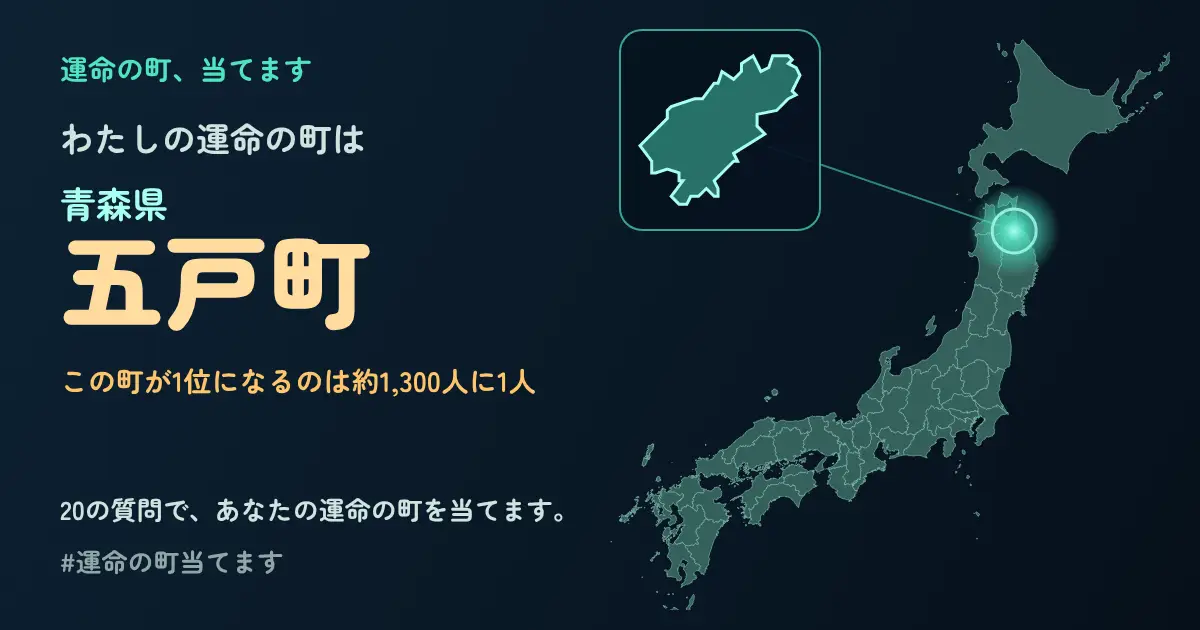 運命の町、当てます
わたしの運命の町は
青森県
五戸町
この町が1位になるのは約1,300人に1人
20の質問で、あなたの運命の町を当てます。
#運命の町当てます